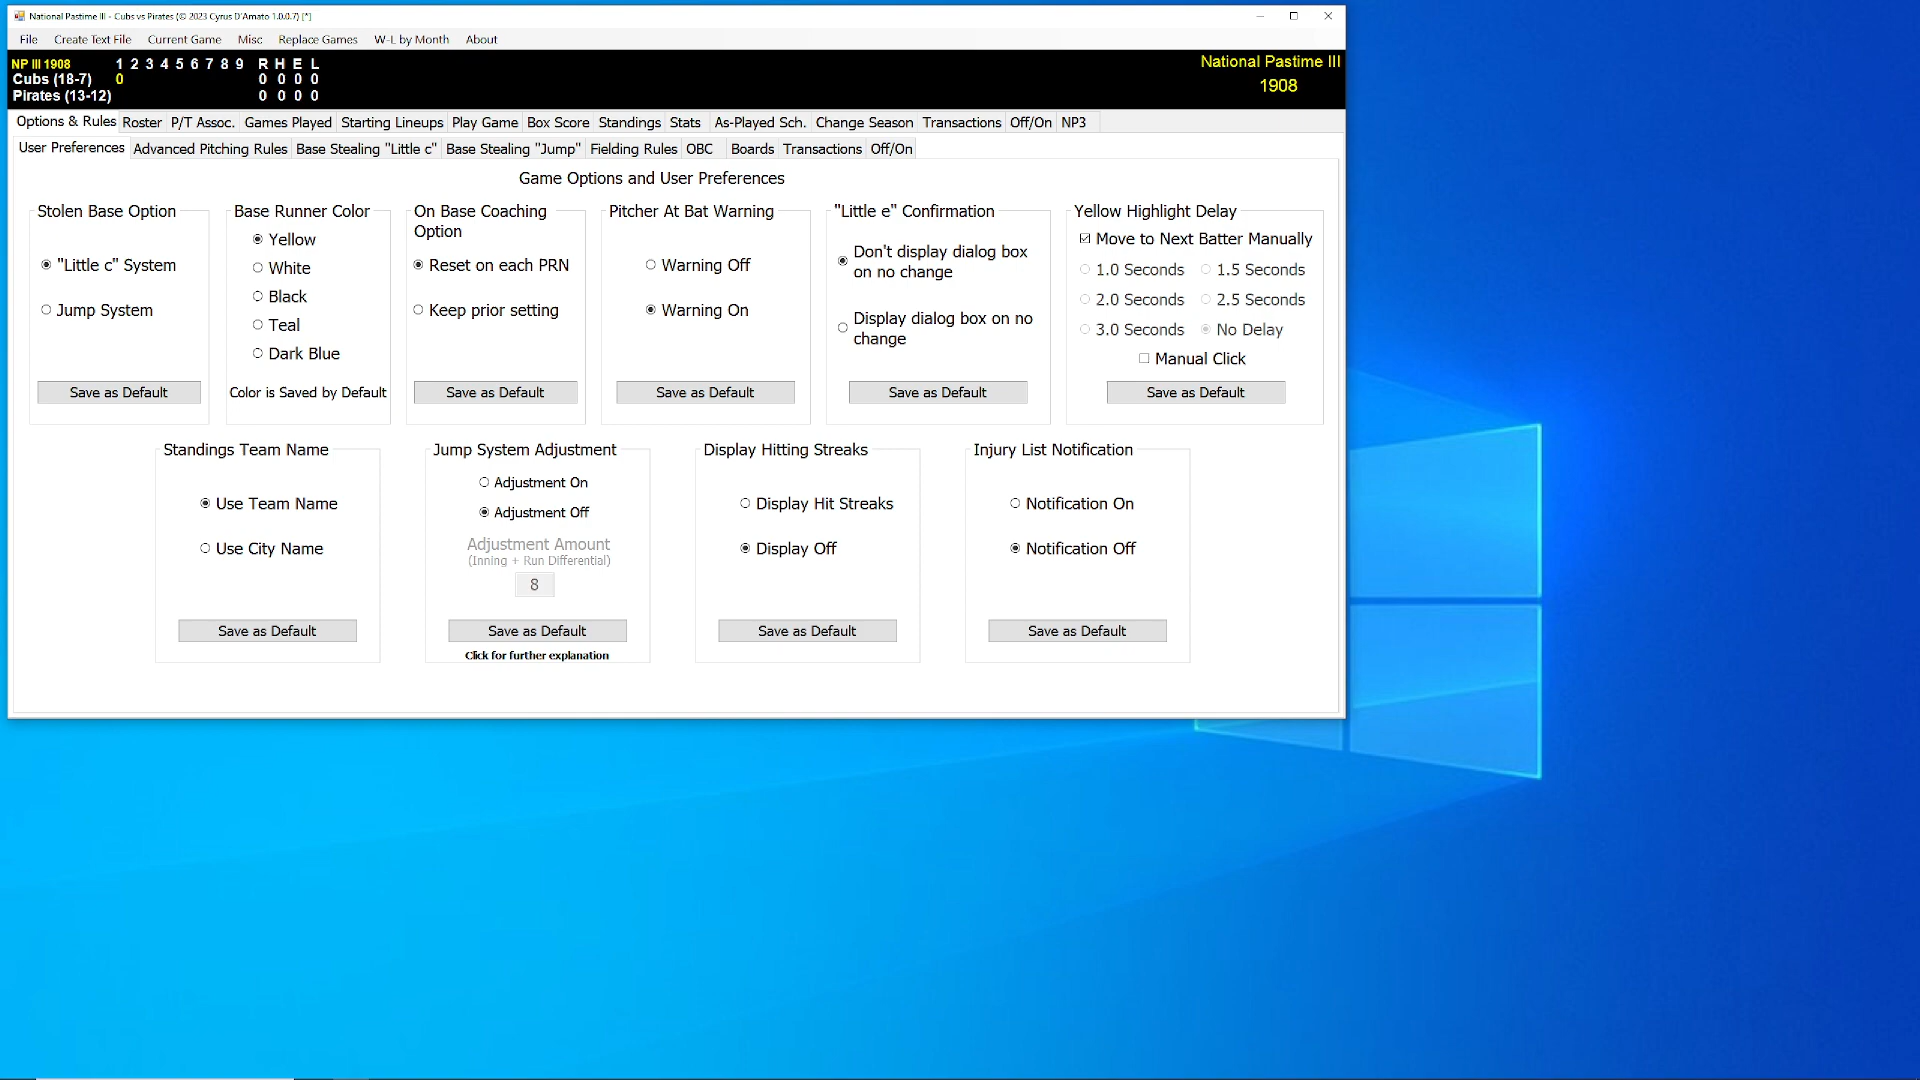 National Pastime III - Cubs vs Pirates (© 2023 Cyrus D'Amato 1.0.0.7) [*]
File Create Text File Current Game Misc Replace Games W-L by Month About
NP III 1908 1 2 3 4 5 6 7 8 9 R H E L
Cubs (18-7) 0 0 0 0 0
Pirates (13-12) 0 0 0 0
National Pastime III
1908
Options & Rules Roster P/T Assoc. Games Played Starting Lineups Play Game Box Score Standings Stats As-Played Sch. Change Season Transactions Off/On NP3
User Preferences Advanced Pitching Rules Base Stealing "Little c" Base Stealing "Jump" Fielding Rules OBC Boards Transactions Off/On
Game Options and User Preferences
Stolen Base Option
"Little c" System
Jump System
Save as Default
Base Runner Color
Yellow
White
Black
Teal
Dark Blue
Color is Saved by Default
On Base Coaching
Option
Reset on each PRN
Keep prior setting
Save as Default
Pitcher At Bat Warning
Warning Off
Warning On
Save as Default
"Little e" Confirmation
Don't display dialog box
on no change
Display dialog box on no
change
Save as Default
Yellow Highlight Delay
Move to Next Batter Manually
1.0 Seconds 1.5 Seconds
2.0 Seconds 2.5 Seconds
3.0 Seconds No Delay
Manual Click
Save as Default
Standings Team Name
Use Team Name
Use City Name
Save as Default
Jump System Adjustment
Adjustment On
Adjustment Off
Adjustment Amount
(Inning + Run Differential)
8
Save as Default
Click for further explanation
Display Hitting Streaks
Display Hit Streaks
Display Off
Save as Default
Injury List Notification
Notification On
Notification Off
Save as Default